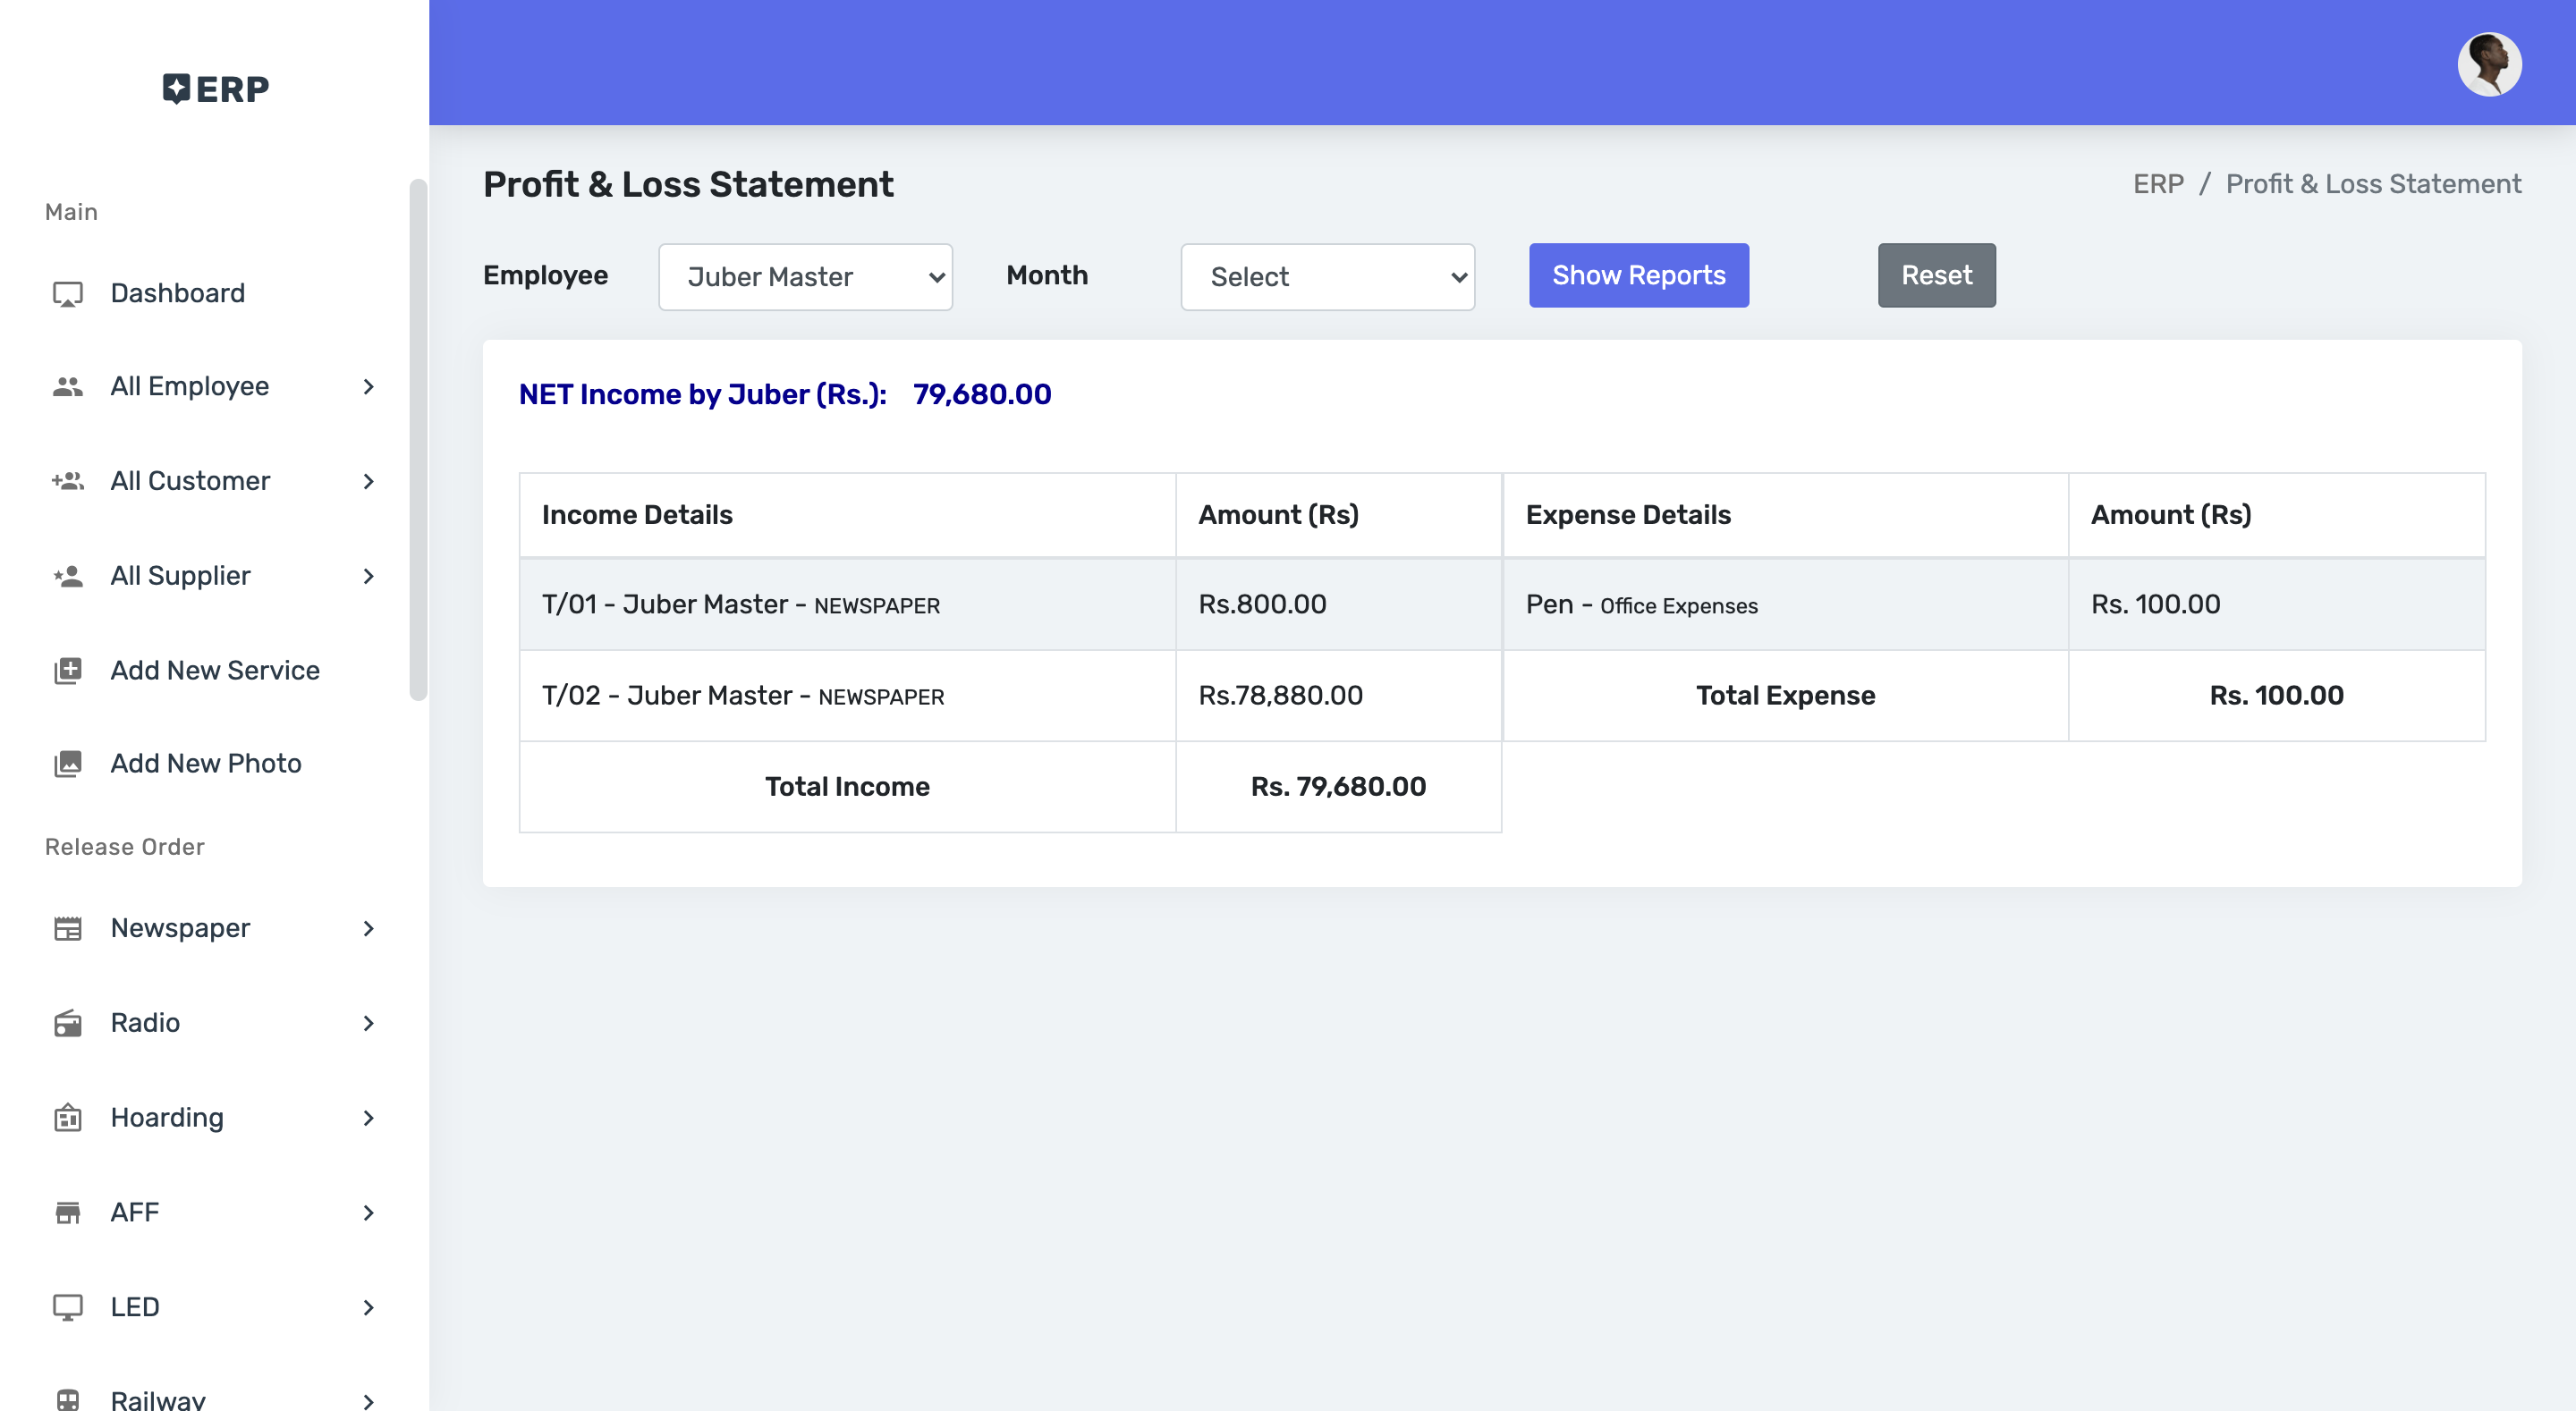 ERP
Main
Dashboard
All Employee
All Customer
All Supplier
Add New Service
Add New Photo
Release Order
Newspaper
Radio
Hoarding
AFF
LED
Railway
Profit & Loss Statement
ERP / Profit & Loss Statement
Employee Juber Master Month Select Show Reports Reset
NET Income by Juber (Rs.): 79,680.00
Income Details Amount (Rs) Expense Details Amount (Rs)
T/01 - Juber Master - NEWSPAPER Rs.800.00 Pen - Office Expenses Rs. 100.00
T/02 - Juber Master - NEWSPAPER Rs.78,880.00 Total Expense Rs. 100.00
Total Income Rs. 79,680.00